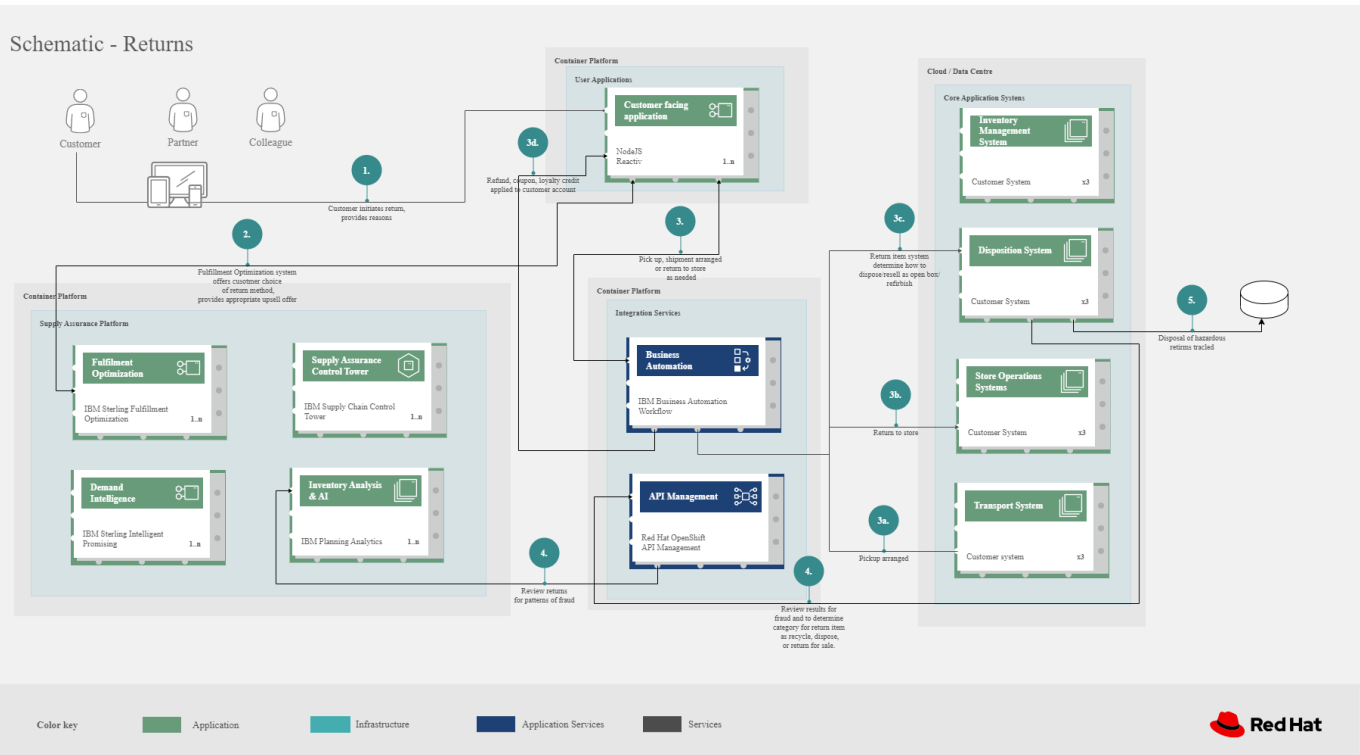 Schematic - Returns
Customer
Partner
Colleague
1.
Customer initiates return,
provides reasons
2.
Fulfillment Optimization system
offers cusotmer choice
of return method,
provides appropriate upsell offer
Container Platform
User Applications
Customer facing
application
NodeJS
Reactiv
1..n
3d.
Refund, coupon, loyalty credit
applied to customer account
3.
Pick up, shipment arranged
or return to store
as needed
Container Platform
Supply Assurance Platform
Fulfilment
Optimization
IBM Sterling Fulfillment
Optimization
1..n
Supply Assurance
Control Tower
IBM Supply Chain Control
Tower
1..n
Demand
Intelligence
IBM Sterling Intelligent
Promising
1..n
Inventory Analysis
& AI
IBM Planning Analytics
1..n
4.
Review returns
for patterns of fraud
Container Platform
Integration Services
Business
Automation
IBM Business Automation
Workflow
API Management
Red Hat OpenShift
API Management
4.
Review results for
fraud and to determine
category for return item
as recycle, dispose,
or return for sale.
3c.
Return item system
determine how to
dispose/resell as open box/
refirbish
3b.
Return to store
3a.
Pickup arranged
Cloud / Data Centre
Core Application Systems
Inventory
Management
System
Customer System
x3
Disposition System
Customer System
x3
Store Operations
Systems
Customer System
x3
Transport System
Customer system
x3
5.
Disposal of hazardous
retirms tracled
Color key
Application
Infrastructure
Application Services
Services
Red Hat